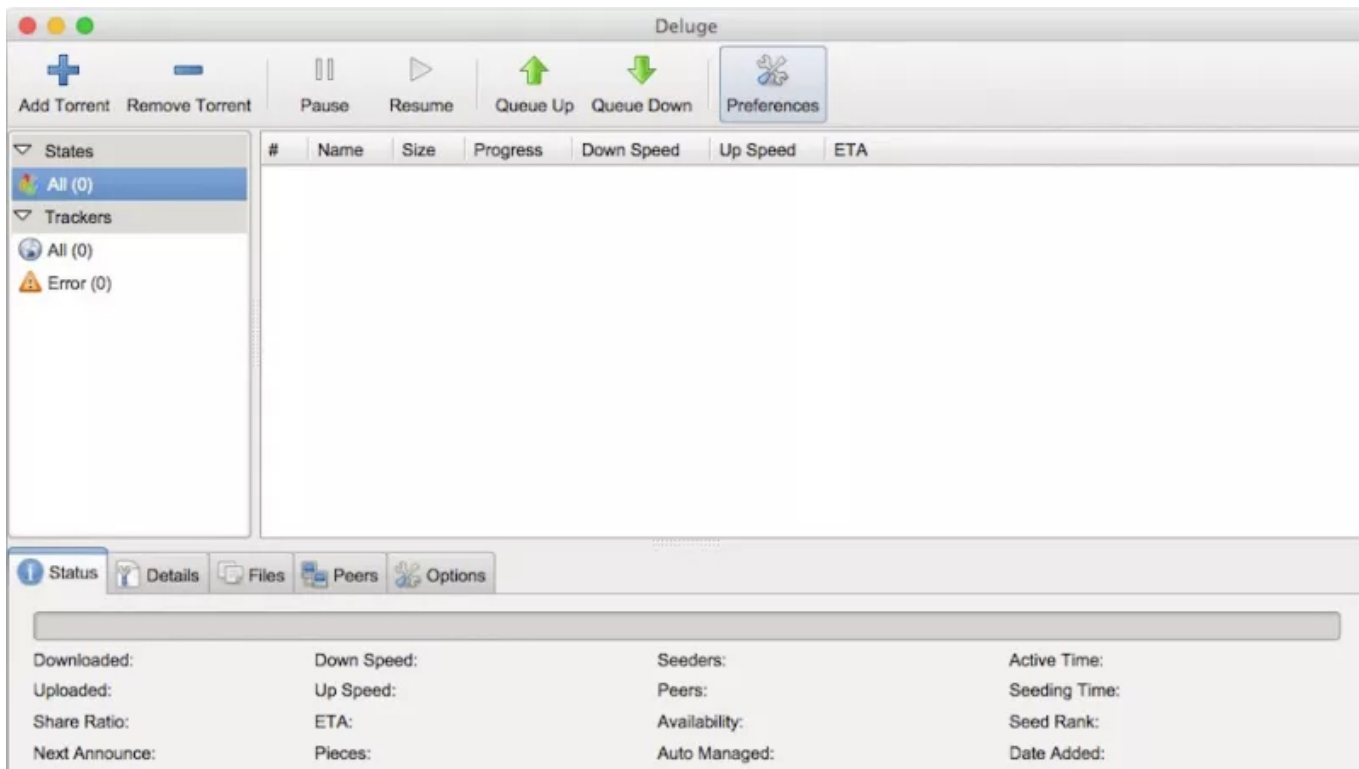 Deluge
Add Torrent Remove Torrent Pause Resume Queue Up Queue Down Preferences
States
All (0)
Trackers
All (0)
Error (0)
# Name Size Progress Down Speed Up Speed ETA
Status Details Files Peers Options
Downloaded: Down Speed: Seeders: Active Time:
Uploaded: Up Speed: Peers: Seeding Time:
Share Ratio: ETA: Availability: Seed Rank:
Next Announce: Pieces: Auto Managed: Date Added: